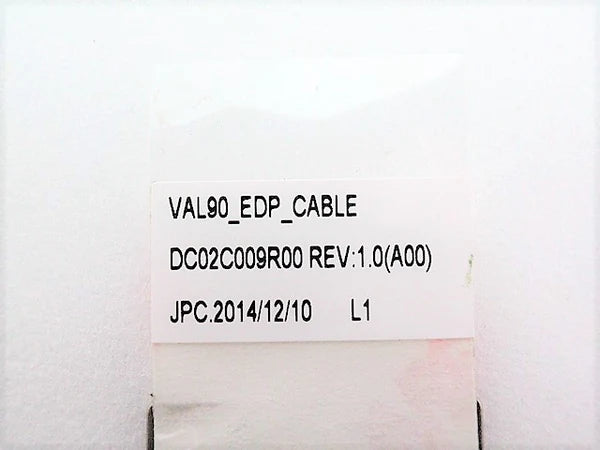 VAL90_EDP_CABLE
DC02C009R00 REV:1.0(A00)
JPC.2014/12/10 L1